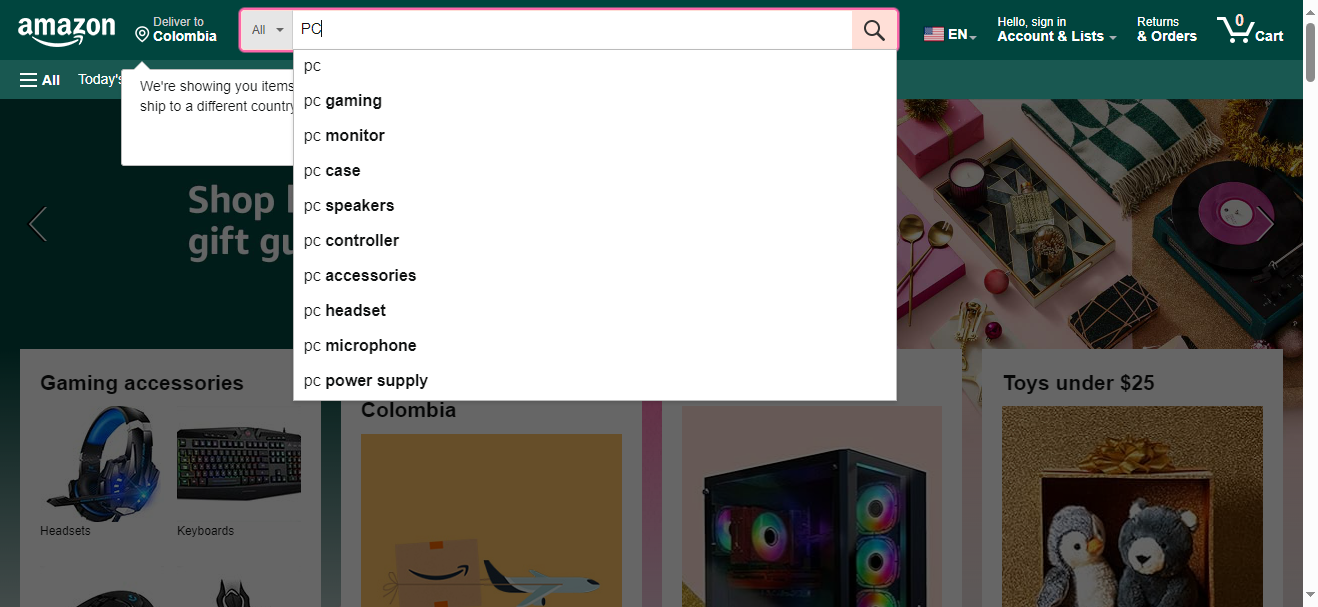 amazon
Deliver to
Colombia
All
PC
EN
Hello, sign in
Account & Lists
Returns
& Orders
0
Cart
All
Today's
We're showing you items
ship to a different country
pc
pc gaming
pc monitor
pc case
pc speakers
pc controller
pc accessories
pc headset
pc microphone
pc power supply
Shop
gift
Gaming accessories
Headsets
Keyboards
Colombia
Toys under $25